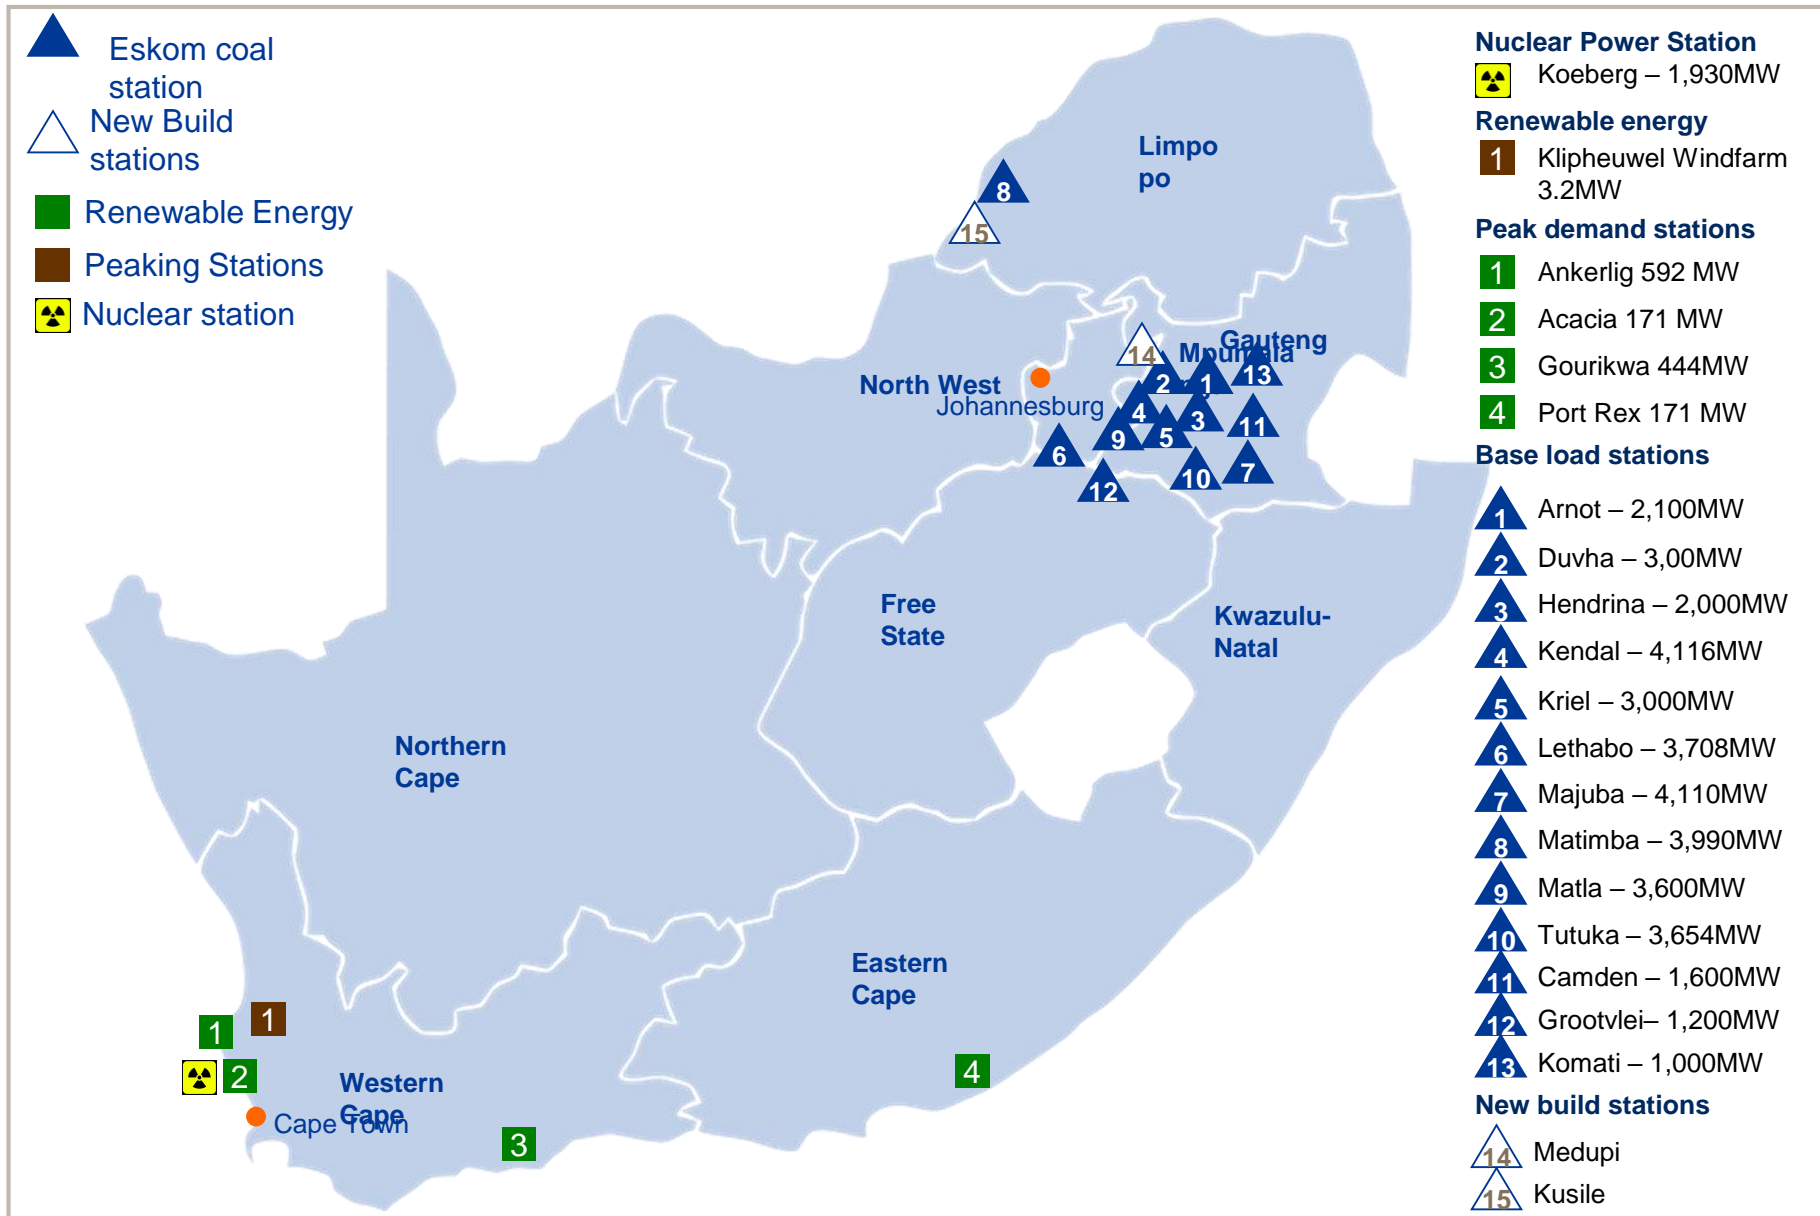 Eskom coal
station
New Build
stations
Renewable Energy
Peaking Stations
Nuclear station
Limpo
po
8
15
Gauteng
Mpumala
14
2
1
13
North West
Johannesburg
4
3
11
9
5
6
12
10
7
Free
State
Kwazulu-
Natal
Northern
Cape
Eastern
Cape
1
1
2
4
Western
Cape
Cape Town
3
Nuclear Power Station
Koeberg – 1,930MW
Renewable energy
1 Klipheuwel Windfarm
3.2MW
Peak demand stations
1 Ankerlig 592 MW
2 Acacia 171 MW
3 Gourikwa 444MW
4 Port Rex 171 MW
Base load stations
1 Arnot – 2,100MW
2 Duvha – 3,00MW
3 Hendrina – 2,000MW
4 Kendal – 4,116MW
5 Kriel – 3,000MW
6 Lethabo – 3,708MW
7 Majuba – 4,110MW
8 Matimba – 3,990MW
9 Matla – 3,600MW
10 Tutuka – 3,654MW
11 Camden – 1,600MW
12 Grootvlei– 1,200MW
13 Komati – 1,000MW
New build stations
14 Medupi
15 Kusile